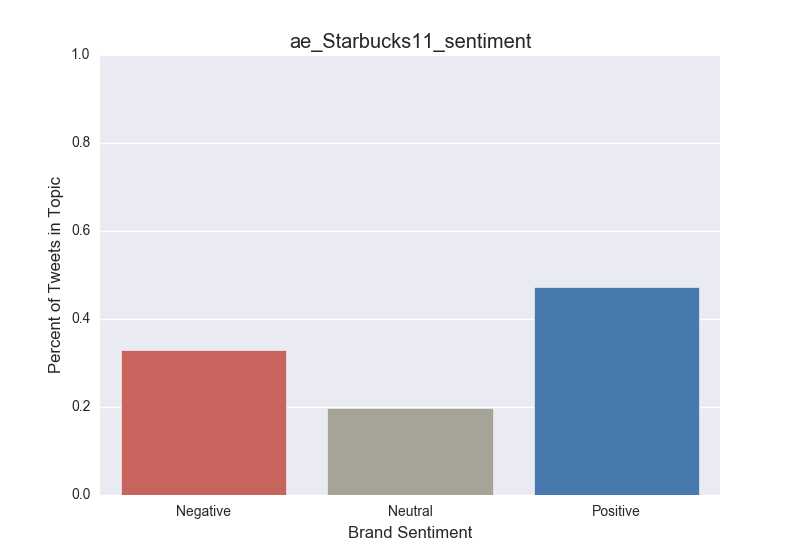 ae_Starbucks11_sentiment
1.0
0.8
0.6
0.4
0.2
0.0
Percent of Tweets in Topic
Negative
Neutral
Positive
Brand Sentiment